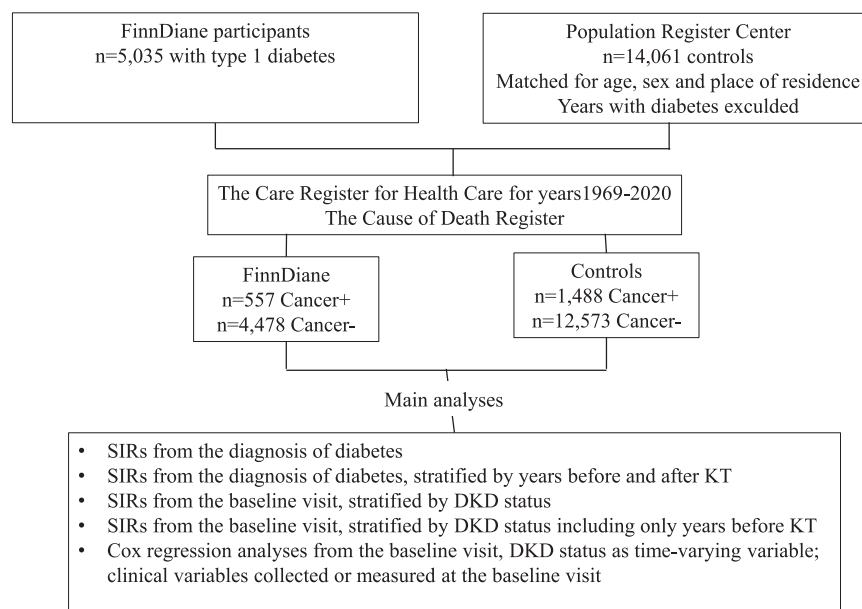 FinnDiane participants
n=5,035 with type 1 diabetes
Population Register Center
n=14,061 controls
Matched for age, sex and place of residence
Years with diabetes exculded
The Care Register for Health Care for years1969-2020
The Cause of Death Register
FinnDiane
n=557 Cancer+
n=4,478 Cancer-
Controls
n=1,488 Cancer+
n=12,573 Cancer-
Main analyses
• SIRs from the diagnosis of diabetes
• SIRs from the diagnosis of diabetes, stratified by years before and after KT
• SIRs from the baseline visit, stratified by DKD status
• SIRs from the baseline visit, stratified by DKD status including only years before KT
• Cox regression analyses from the baseline visit, DKD status as time-varying variable;
clinical variables collected or measured at the baseline visit